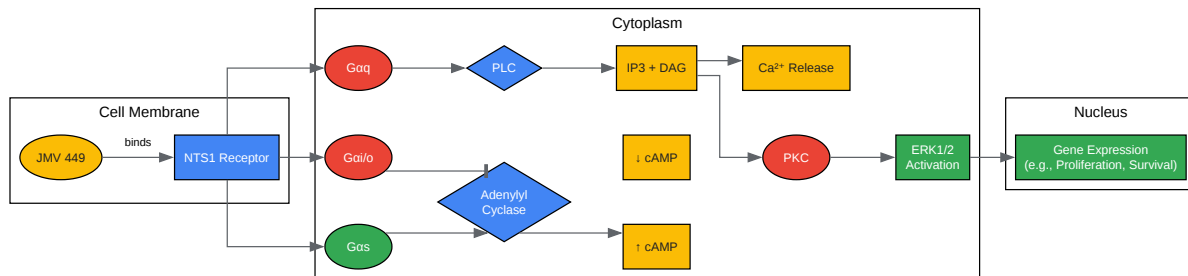 Cytoplasm
Cell Membrane
Nucleus
JMV 449
binds
NTS1 Receptor
Gαq
PLC
IP3 + DAG
Ca²⁺ Release
Gαi/o
↓ cAMP
PKC
ERK1/2
Activation
Gene Expression
(e.g., Proliferation, Survival)
Adenylyl
Cyclase
Gαs
↑ cAMP